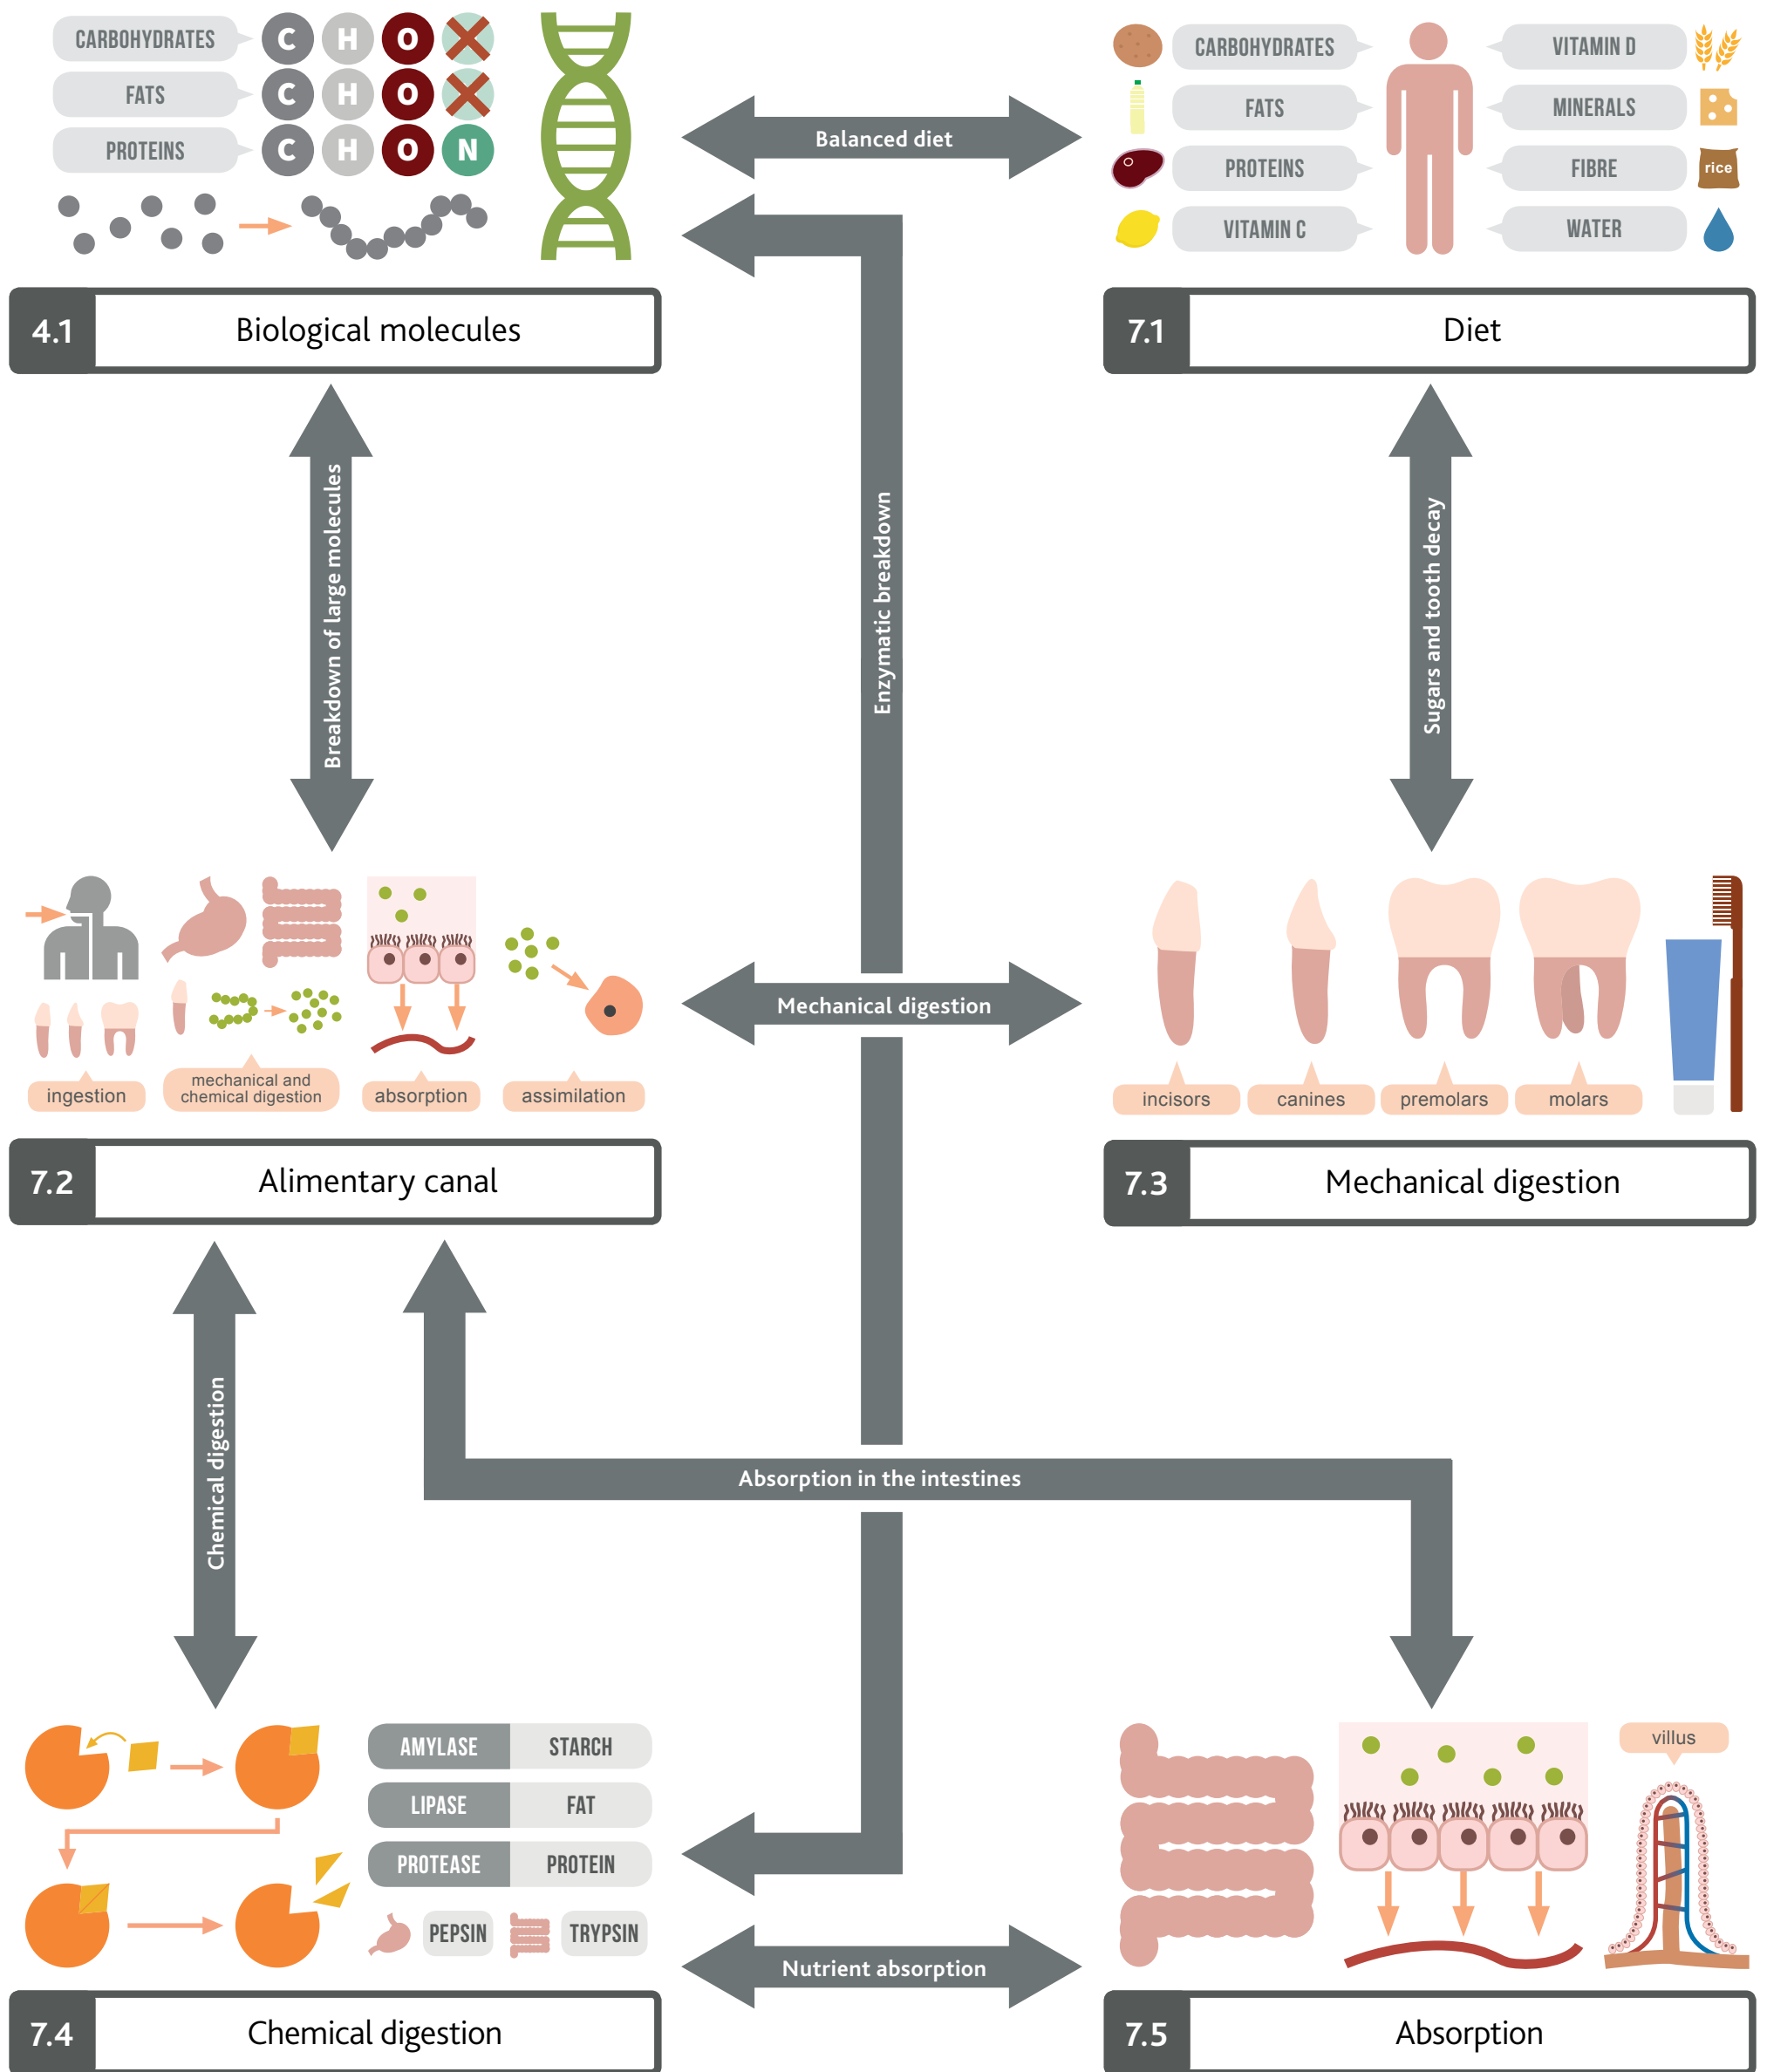 CARBOHYDRATES C H O
FATS C H O
PROTEINS C H O N
4.1 Biological molecules
Balanced diet
CARBOHYDRATES
FATS
PROTEINS
VITAMIN C
VITAMIN D
MINERALS
FIBRE
rice
WATER
7.1 Diet
Breakdown of large molecules
Enzymatic breakdown
Sugars and tooth decay
ingestion
mechanical and
chemical digestion
absorption
assimilation
7.2 Alimentary canal
Mechanical digestion
incisors
canines
premolars
molars
7.3 Mechanical digestion
Chemical digestion
Absorption in the intestines
AMYLASE STARCH
LIPASE FAT
PROTEASE PROTEIN
PEPSIN TRYPSIN
7.4 Chemical digestion
Nutrient absorption
villus
7.5 Absorption